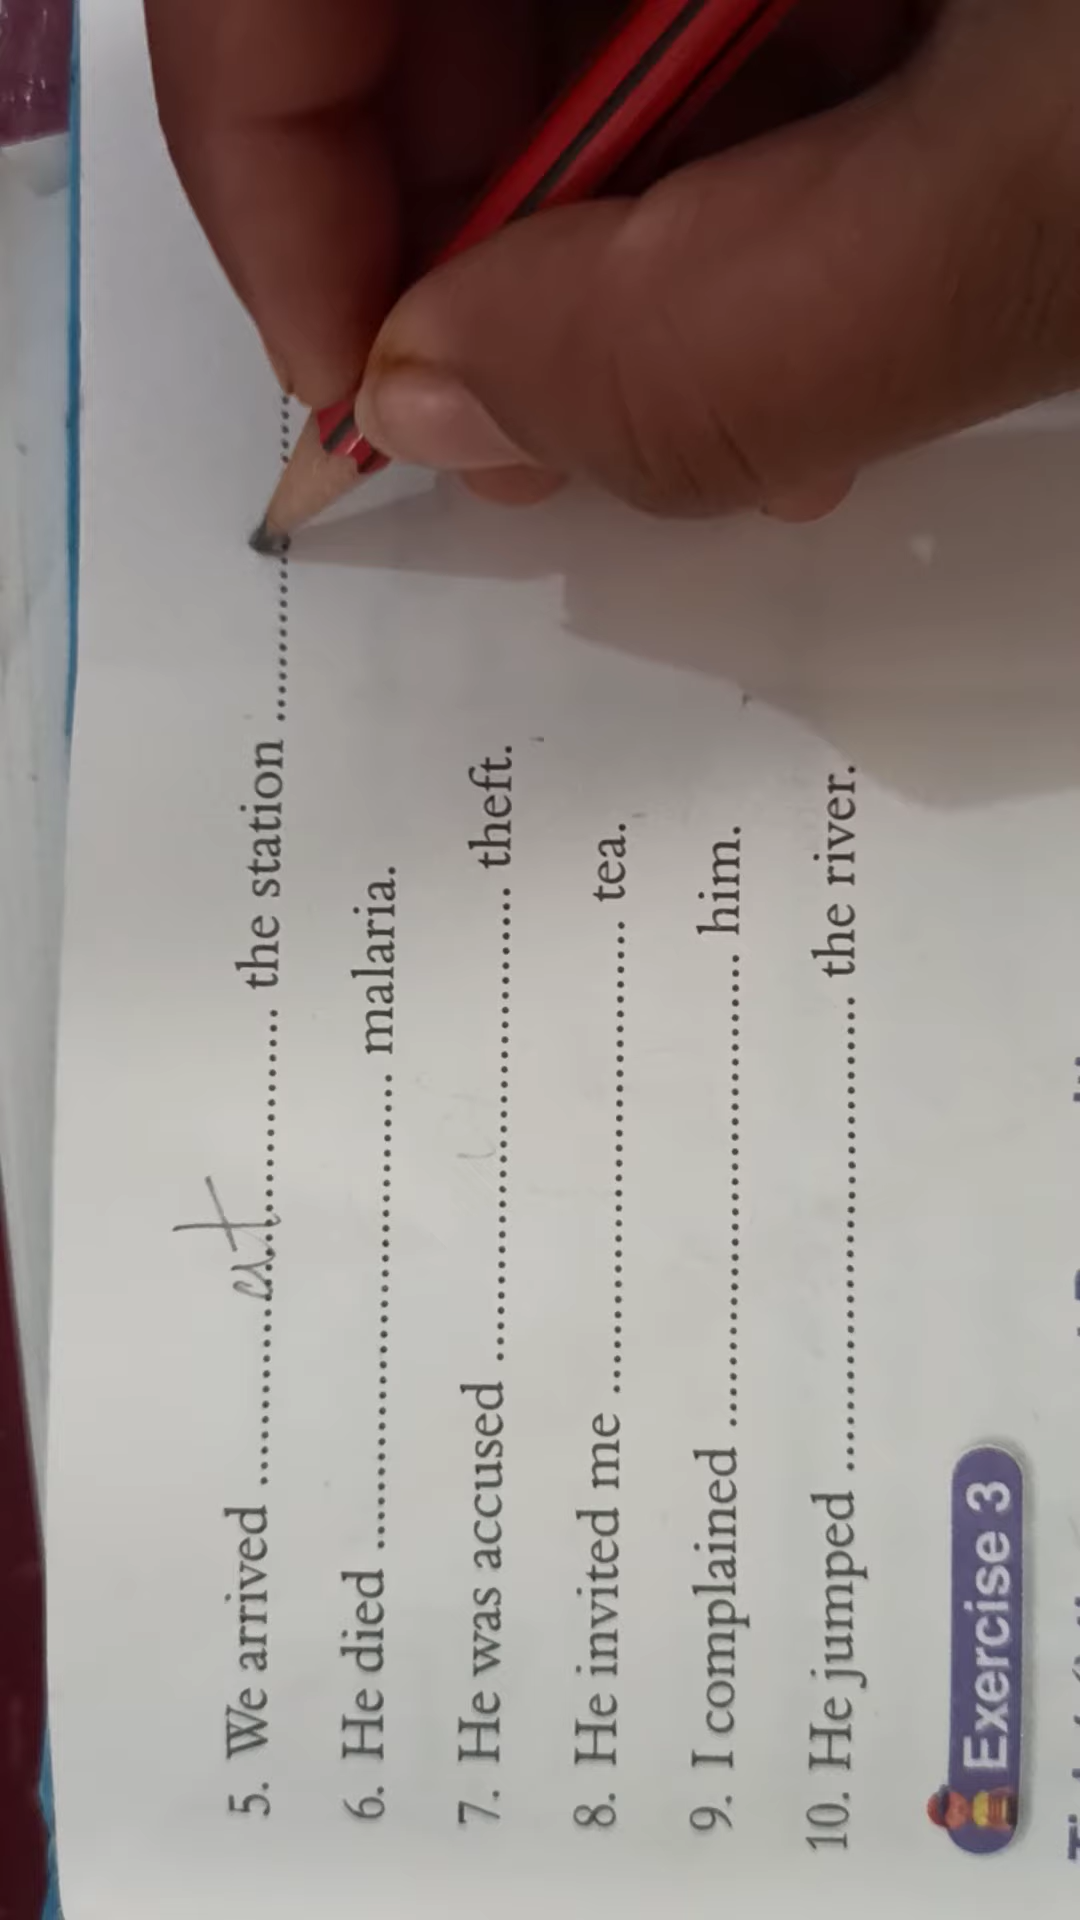 5. We arrived ..........at.......... the station ..........
6. He died .............................. malaria.
7. He was accused .............................. theft.
8. He invited me .............................. tea.
9. I complained .............................. him.
10. He jumped .............................. the river.
Exercise 3